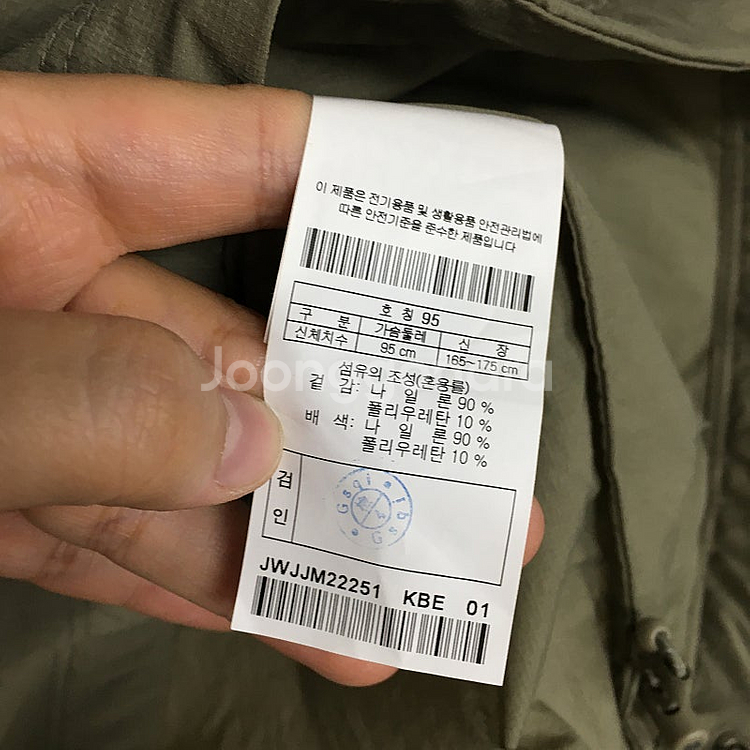 이 제품은 전기용품 및 생활용품 안전관리법에
따른 안전기준을 준수한 제품입니다
호 칭 95
구 분 가슴둘레 신 장
신체치수 95 cm 165~175 cm
섬유의 조성(혼용률)
겉 감: 나 일 론 90 %
폴리우레탄 10 %
배 색: 나 일 론 90 %
폴리우레탄 10 %
검
인
JWJJM22251 KBE 01